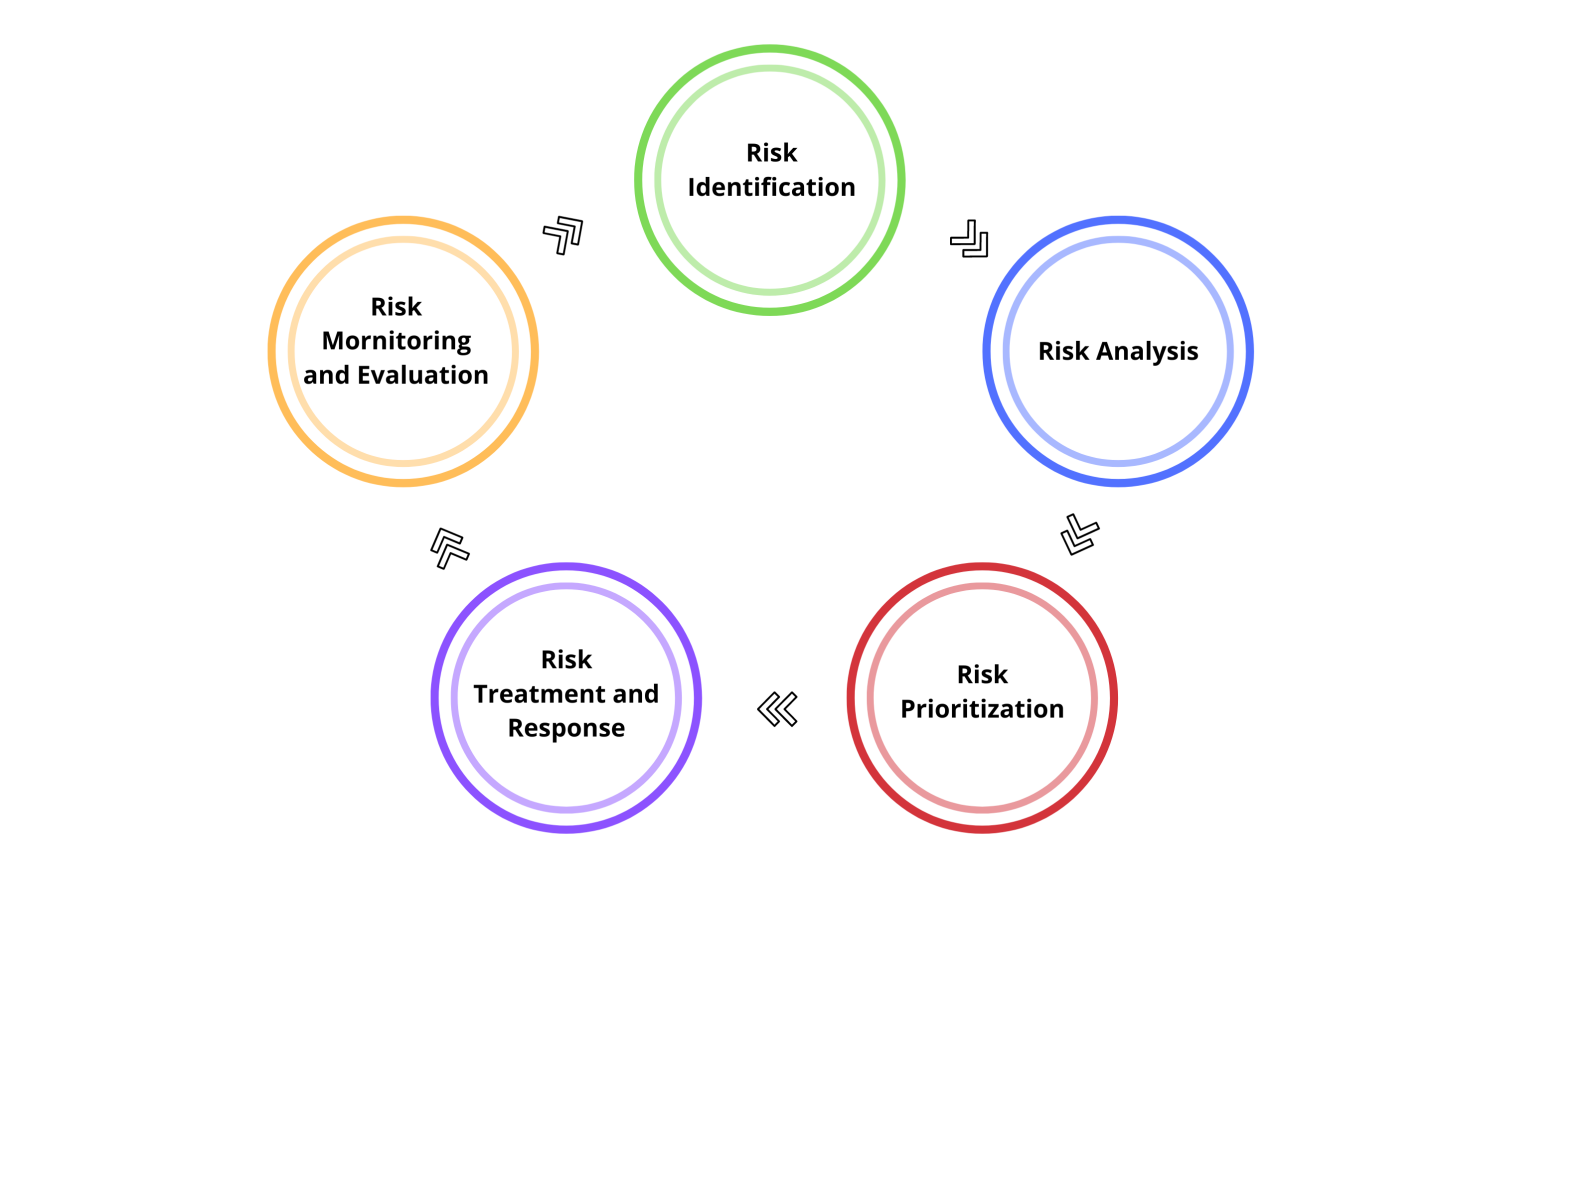 Risk
Identification
Risk Analysis
Risk
Prioritization
Risk
Treatment and
Response
Risk
Mornitoring
and Evaluation